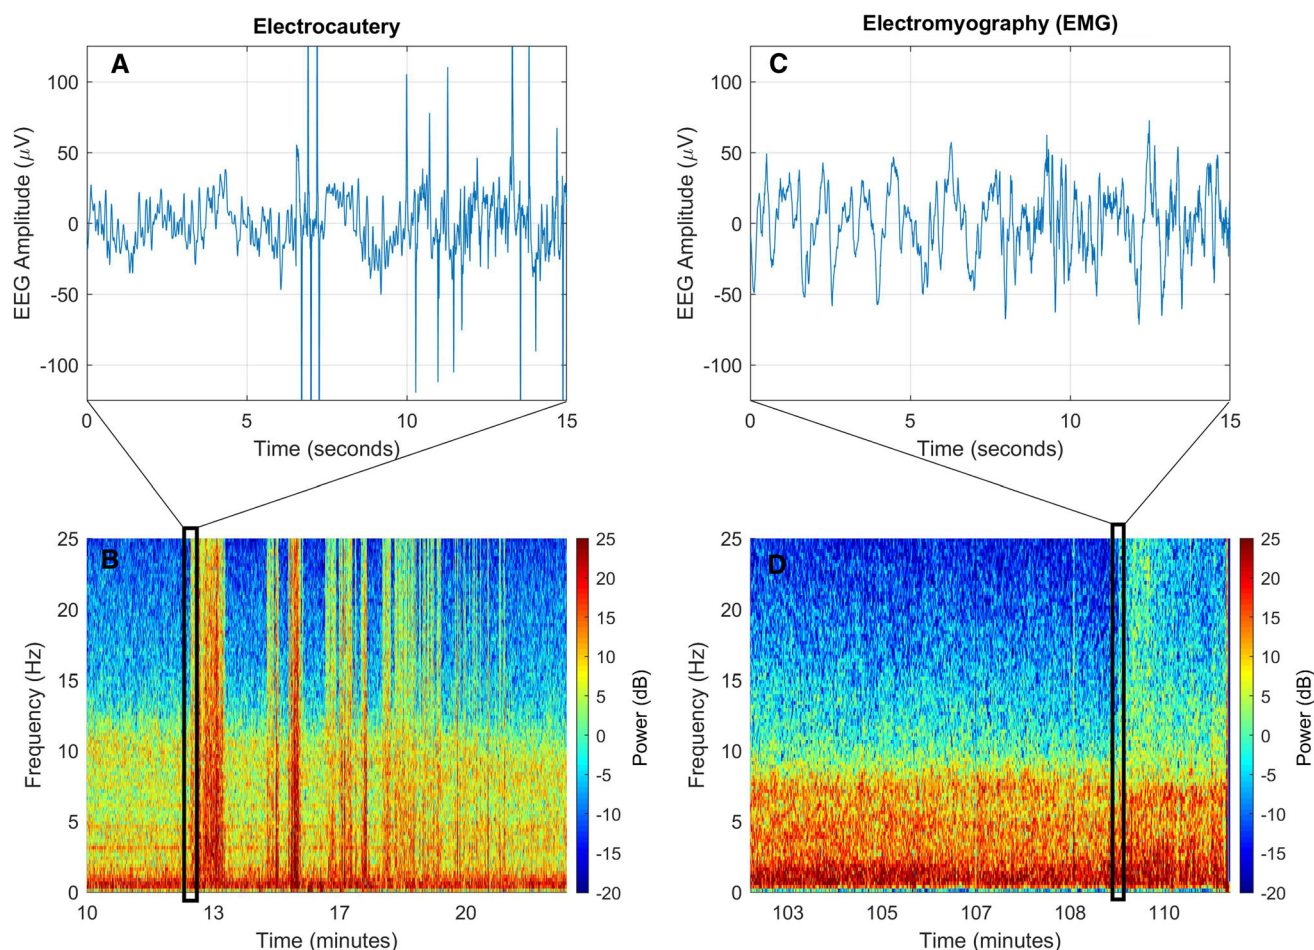 Electrocautery
A
100
50
0
-50
-100
EEG Amplitude (μV)
0 5 10 15
Time (seconds)
Electromyography (EMG)
C
100
50
0
-50
-100
EEG Amplitude (μV)
0 5 10 15
Time (seconds)
B
25
20
15
10
5
0
Frequency (Hz)
10 13 17 20
Time (minutes)
25
20
15
10
5
0
-5
-10
-15
-20
Power (dB)
D
25
20
15
10
5
0
Frequency (Hz)
103 105 107 108 110
Time (minutes)
25
20
15
10
5
0
-5
-10
-15
-20
Power (dB)